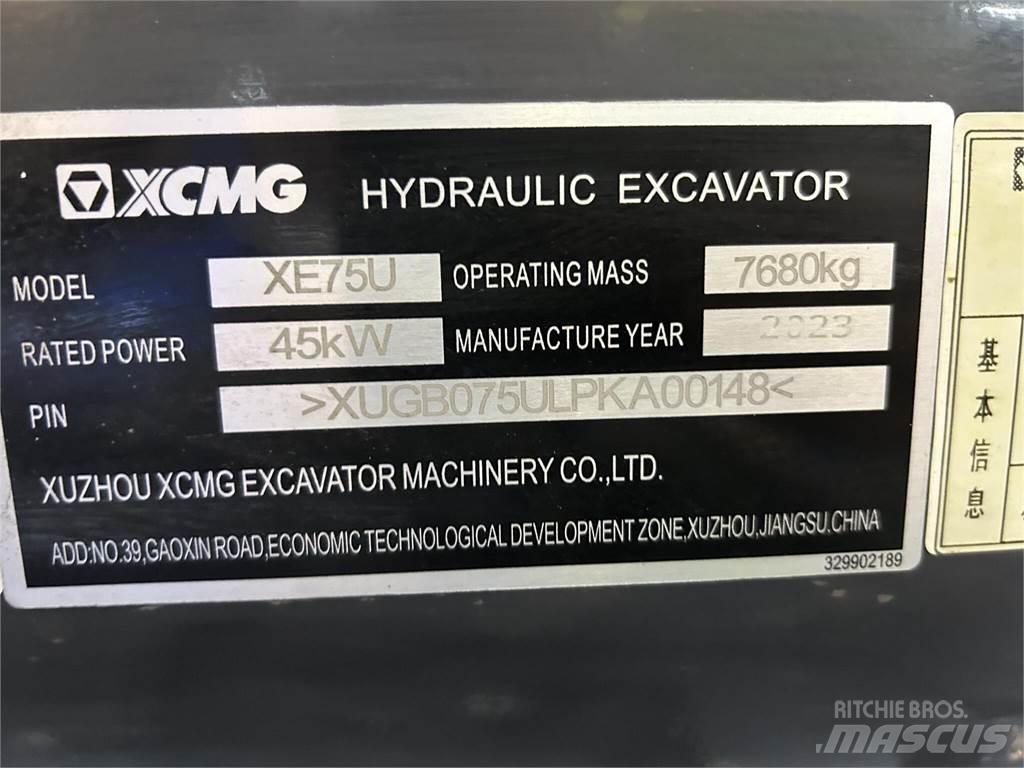 XCMG HYDRAULIC EXCAVATOR
MODEL XE75U OPERATING MASS 7680kg
RATED POWER 45kW MANUFACTURE YEAR 2023
PIN >XUGB075ULPKA00148<
XUZHOU XCMG EXCAVATOR MACHINERY CO.,LTD.
ADD:NO.39,GAOXIN ROAD,ECONOMIC TECHNOLOGICAL DEVELOPMENT ZONE,XUZHOU,JIANGSU,CHINA
329902189
基本信息
RITCHIE BROS.
MASCUS